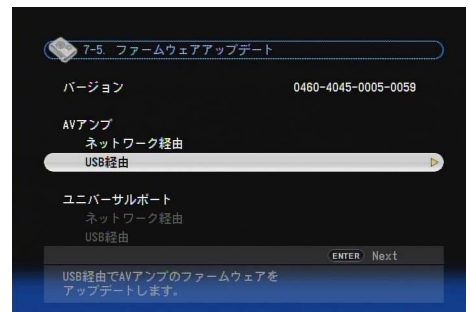 7-5. ファームウェアアップデート
バージョン 0460-4045-0005-0059
AVアンプ
ネットワーク経由
USB経由
ユニバーサルポート
ネットワーク経由
USB経由
ENTER Next
USB経由でAVアンプのファームウェアを
アップデートします。